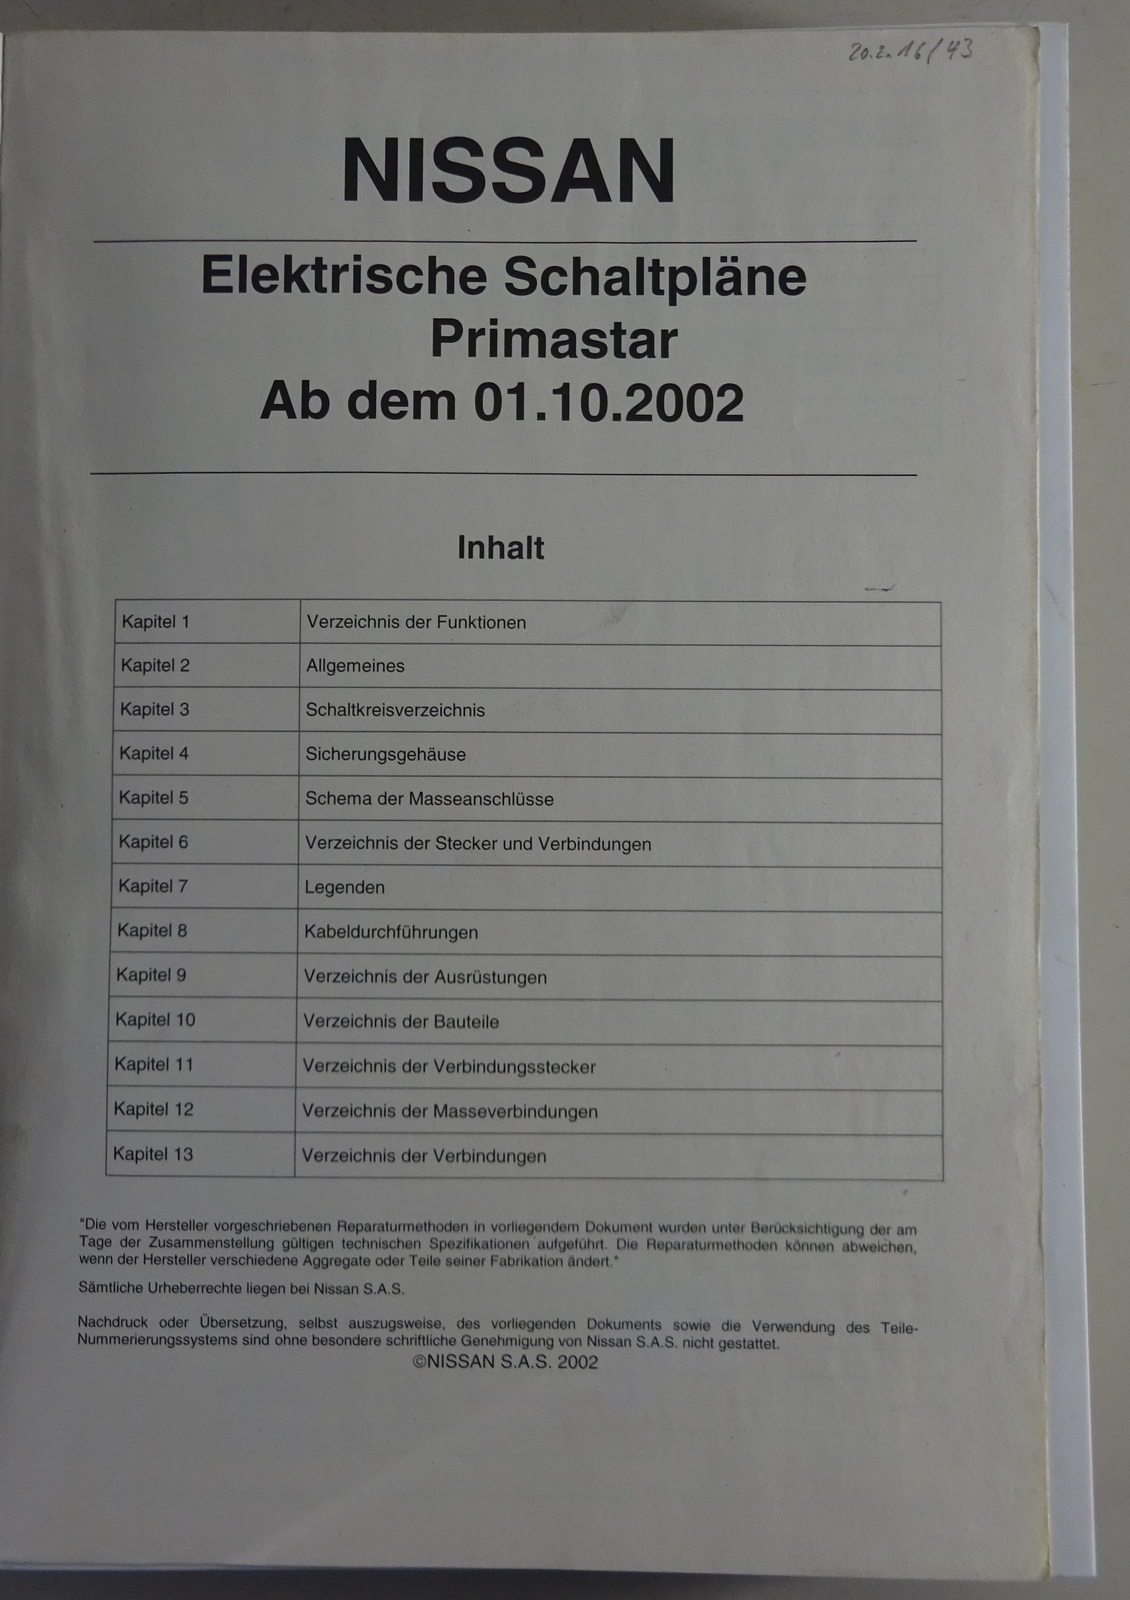 20.2.16/43
NISSAN
Elektrische Schaltpläne
Primastar
Ab dem 01.10.2002
Inhalt
Kapitel 1 Verzeichnis der Funktionen
Kapitel 2 Allgemeines
Kapitel 3 Schaltkreisverzeichnis
Kapitel 4 Sicherungsgehäuse
Kapitel 5 Schema der Masseanschlüsse
Kapitel 6 Verzeichnis der Stecker und Verbindungen
Kapitel 7 Legenden
Kapitel 8 Kabeldurchführungen
Kapitel 9 Verzeichnis der Ausrüstungen
Kapitel 10 Verzeichnis der Bauteile
Kapitel 11 Verzeichnis der Verbindungsstecker
Kapitel 12 Verzeichnis der Masseverbindungen
Kapitel 13 Verzeichnis der Verbindungen
"Die vom Hersteller vorgeschriebenen Reparaturmethoden in vorliegendem Dokument wurden unter Berücksichtigung der am
Tage der Zusammenstellung gültigen technischen Spezifikationen aufgeführt. Die Reparaturmethoden können abweichen,
wenn der Hersteller verschiedene Aggregate oder Teile seiner Fabrikation ändert."
Sämtliche Urheberrechte liegen bei Nissan S.A.S.
Nachdruck oder Übersetzung, selbst auszugsweise, des vorliegenden Dokuments sowie die Verwendung des Teile-
Nummerierungssystems sind ohne besondere schriftliche Genehmigung von Nissan S.A.S. nicht gestattet.
©NISSAN S.A.S. 2002